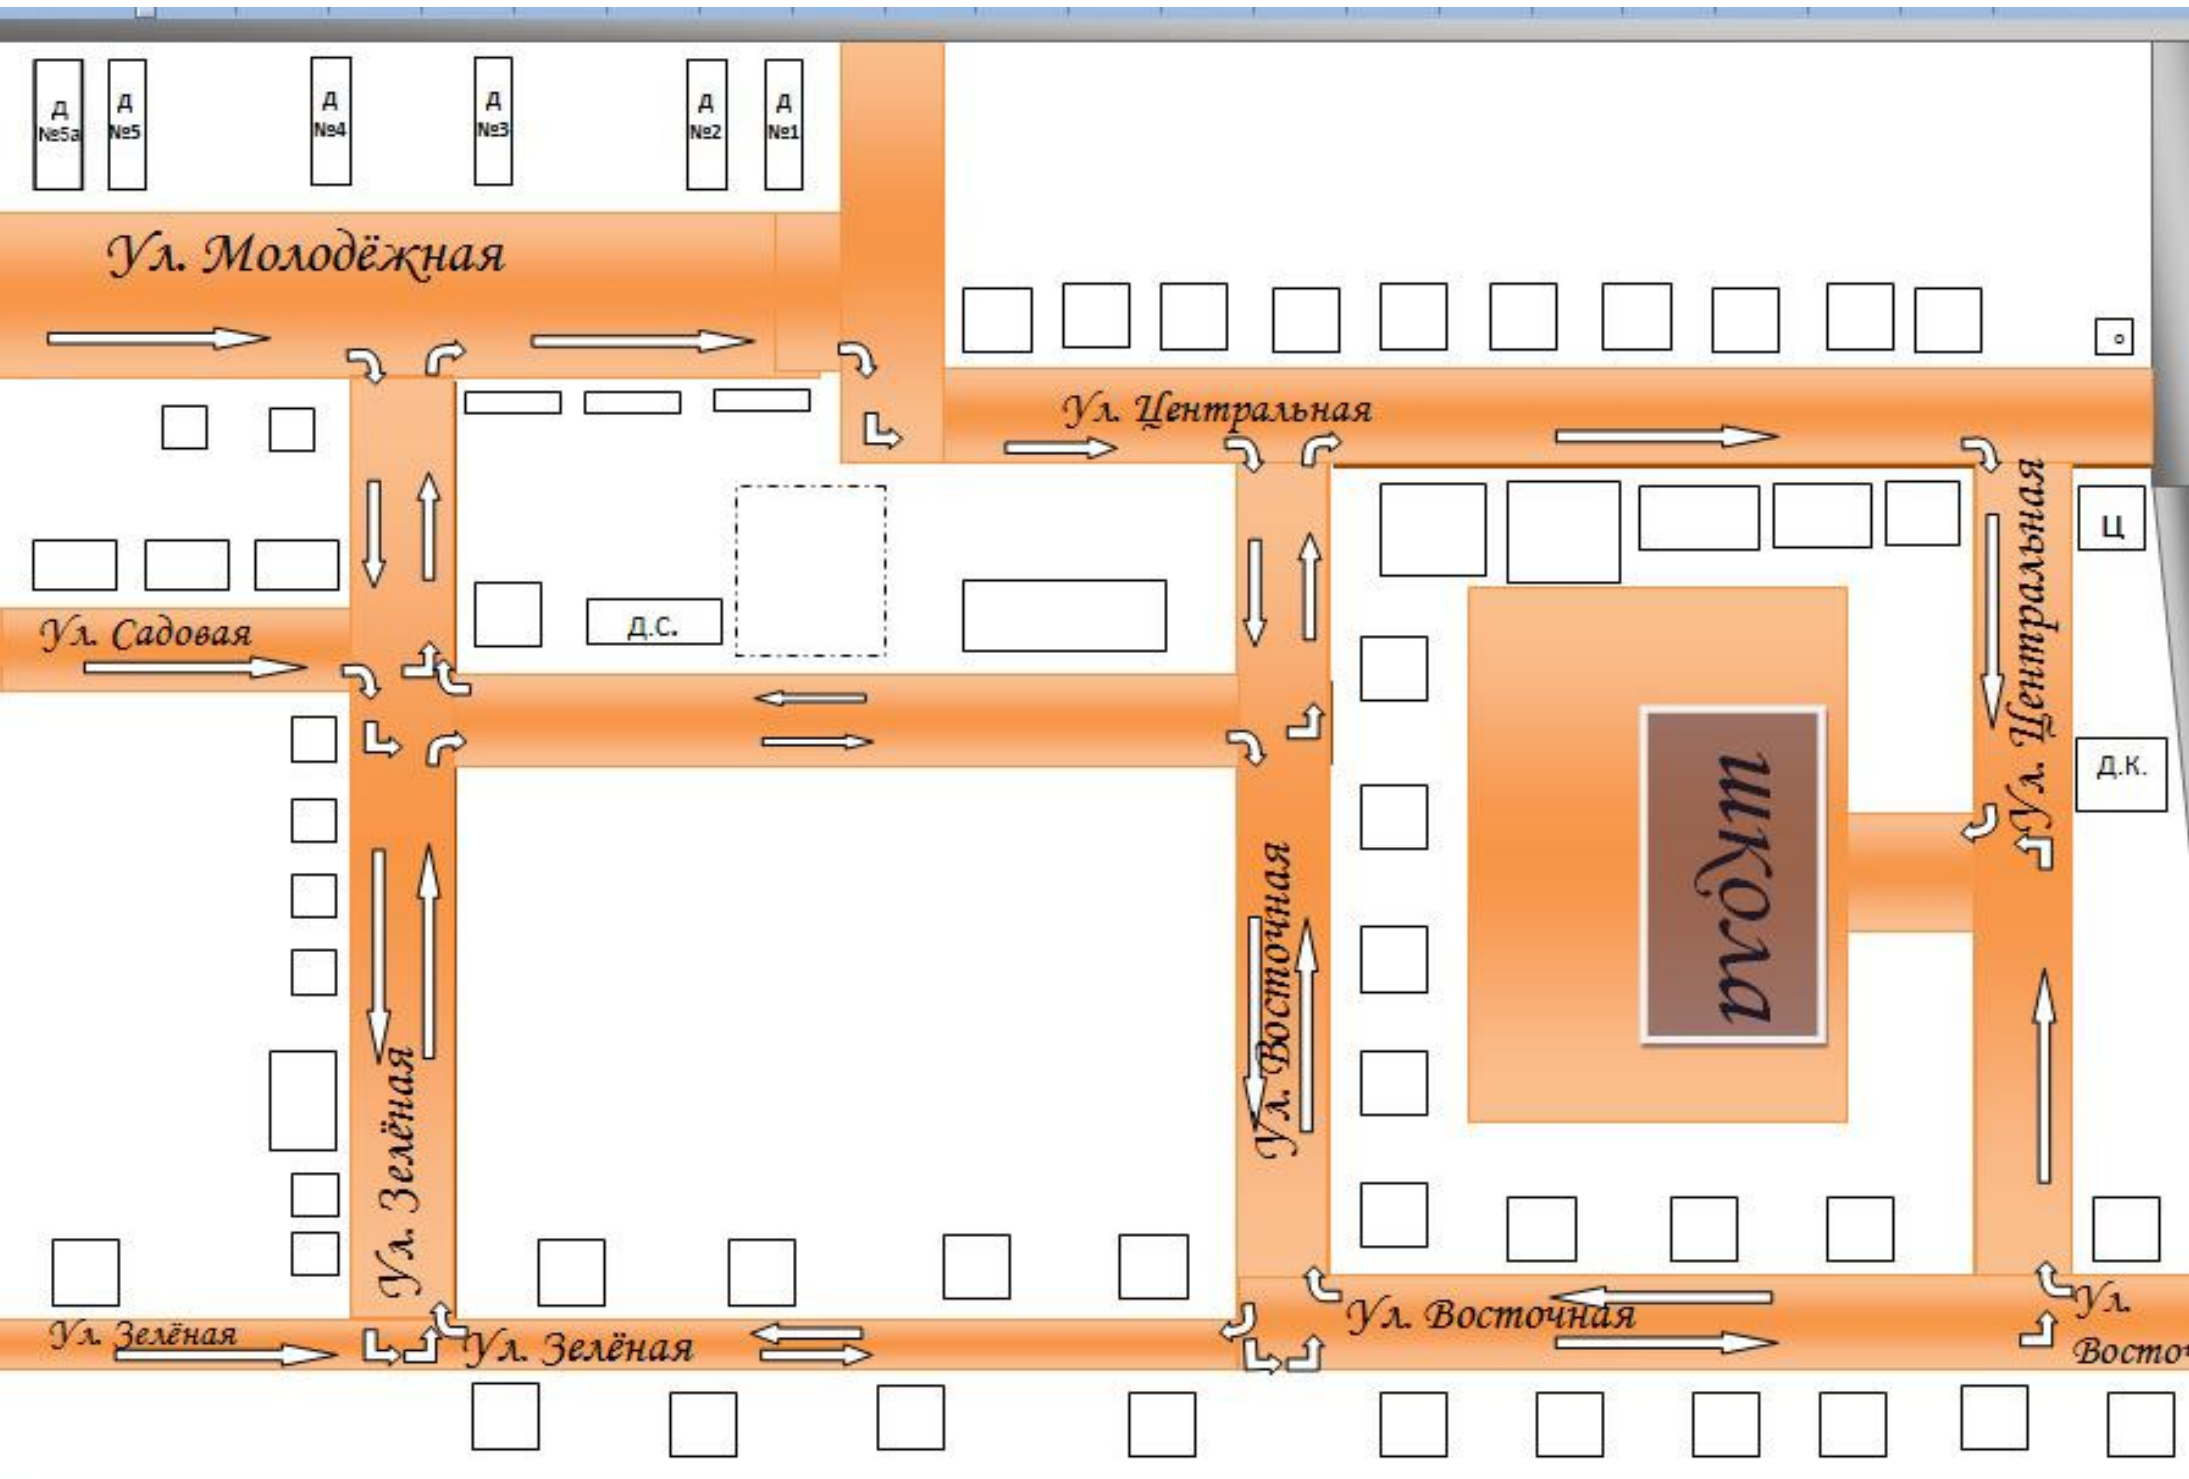 Д
№5а
Д
№5
Д
№4
Д
№3
Д
№2
Д
№1
Ул. Молодёжная
о
Ул. Центральная
Ц
Ул. Центральная
Ул. Садовая
Д.С.
Д.К.
школа
Ул. Восточная
Ул. Зелёная
Ул. Зелёная
Ул. Зелёная
Ул. Восточная
Ул.
Восточ